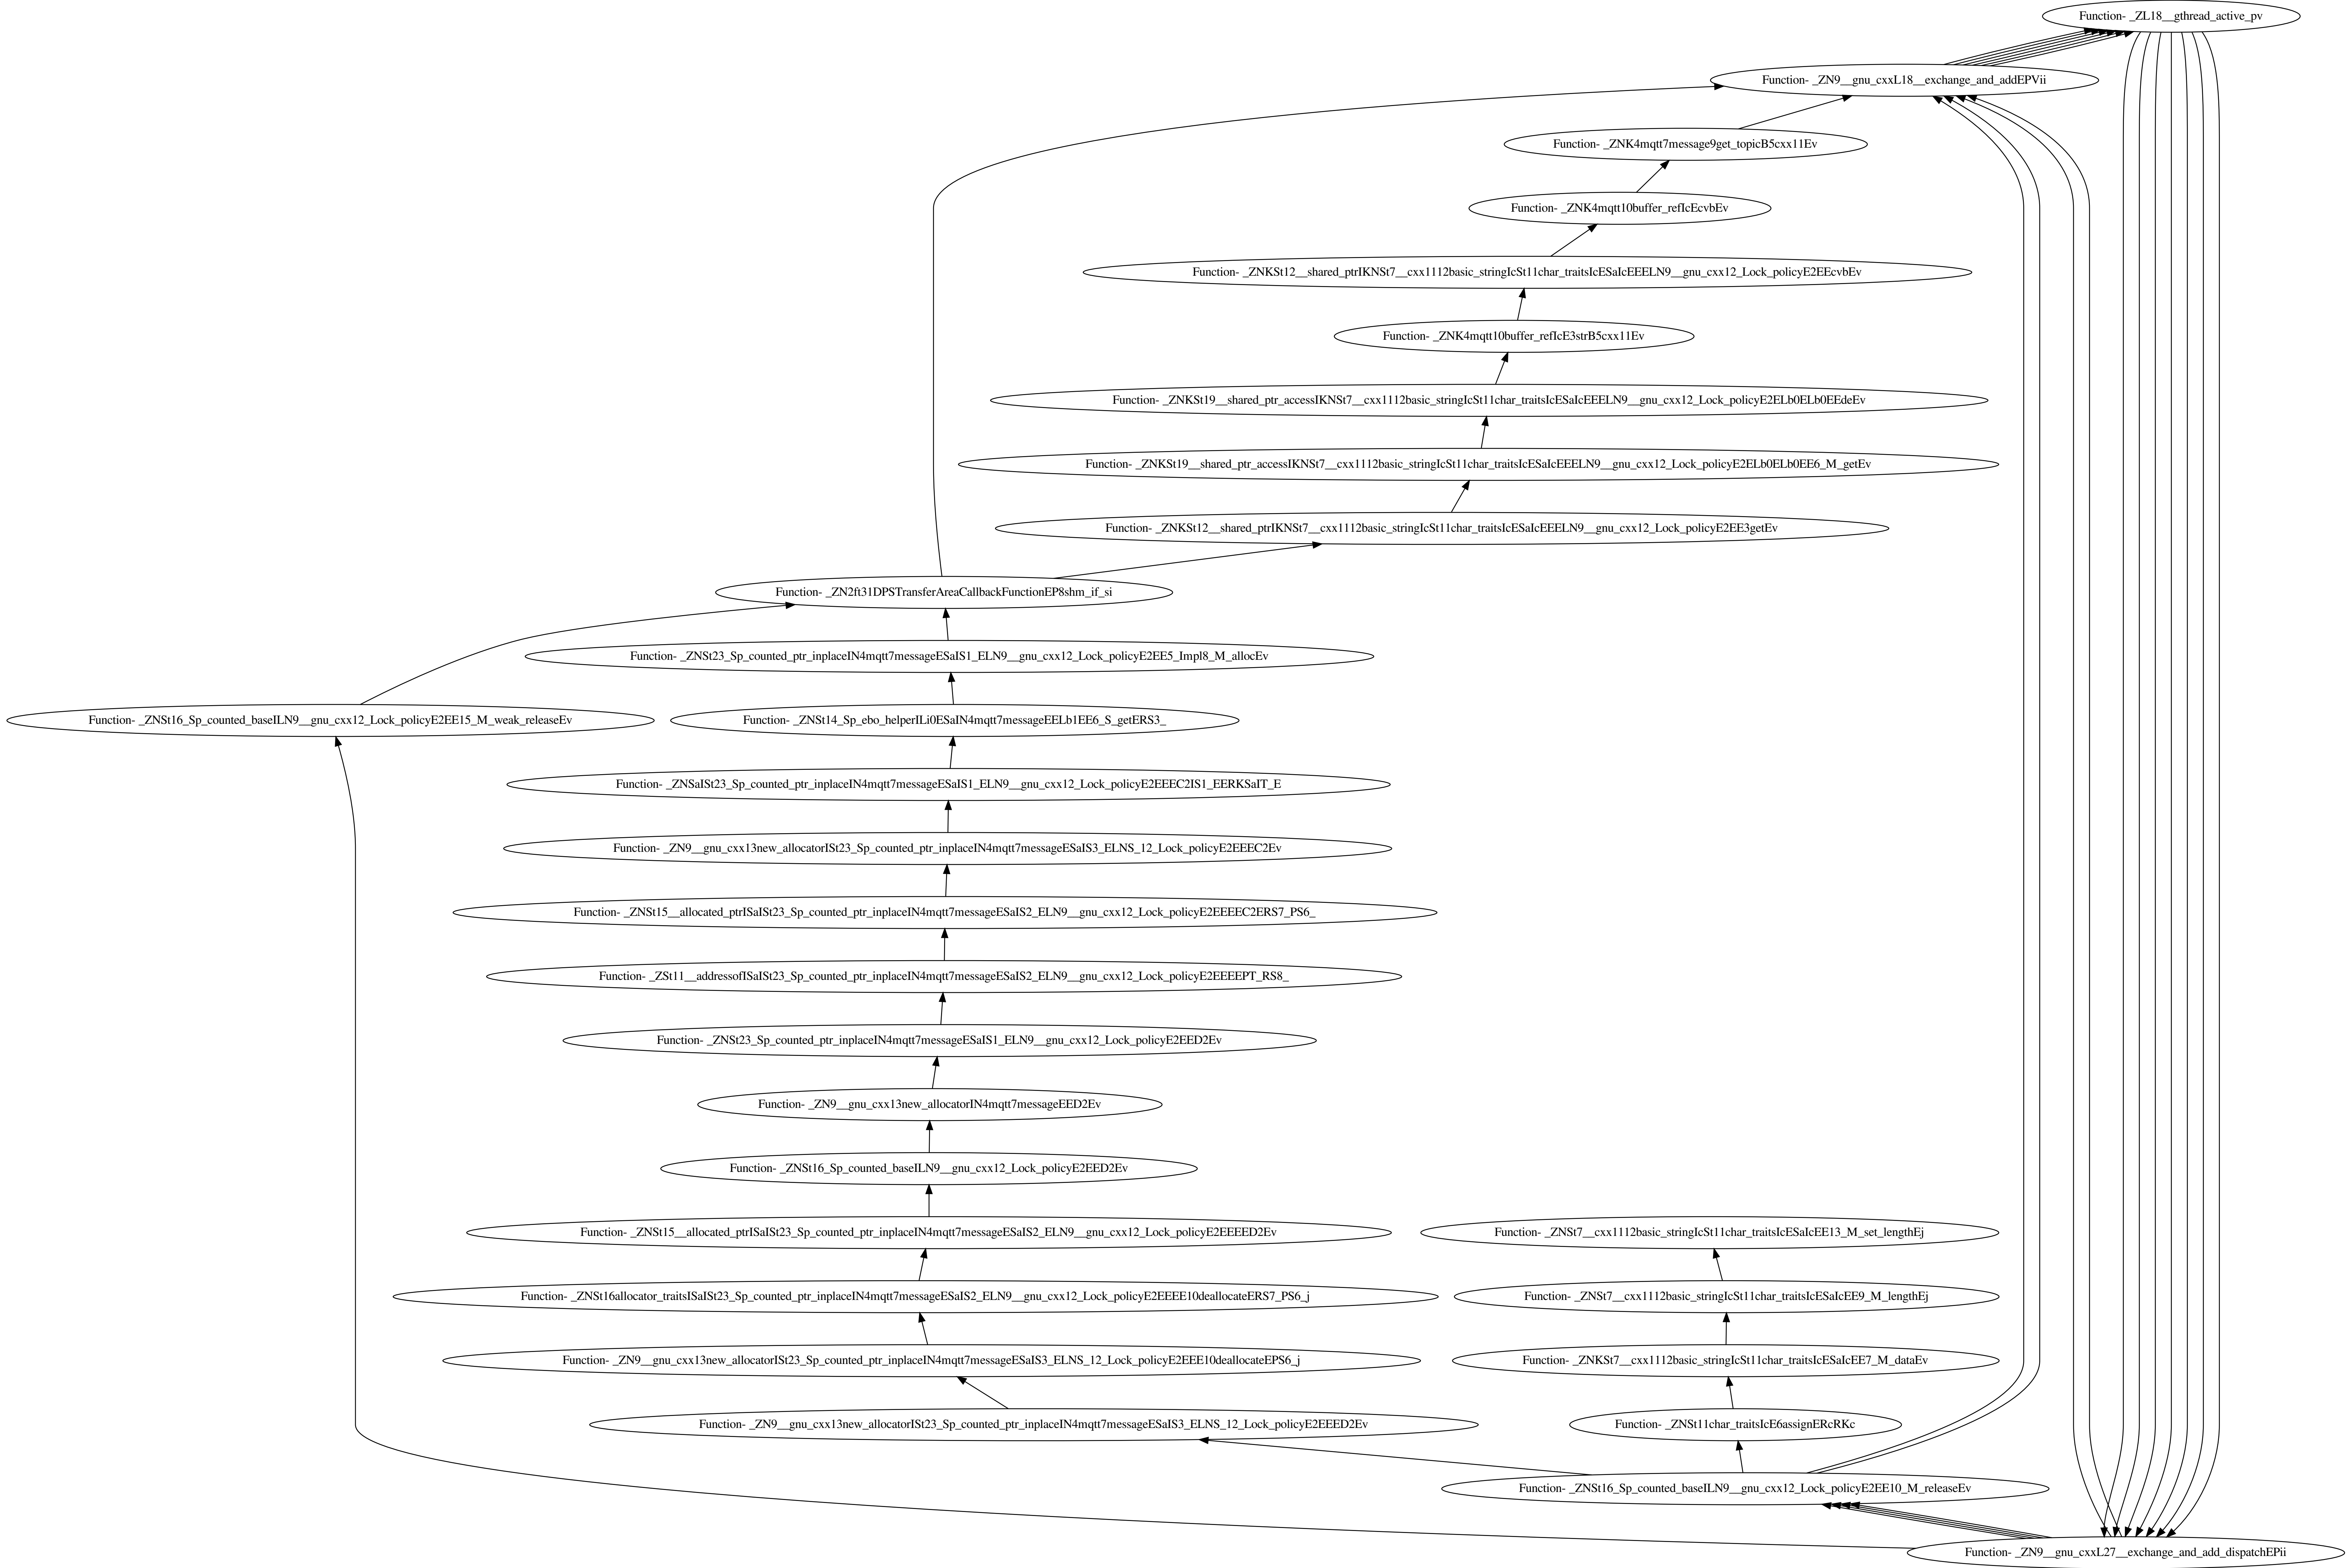 Function- _ZL18__gthread_active_pv
Function- _ZN9__gnu_cxxL18__exchange_and_addEPVii
Function- _ZNK4mqtt7message9get_topicB5cxx11Ev
Function- _ZNK4mqtt10buffer_refIcEcvbEv
Function- _ZNKSt12__shared_ptrIKNSt7__cxx1112basic_stringIcSt11char_traitsIcESaIcEEELN9__gnu_cxx12_Lock_policyE2EEcvbEv
Function- _ZNK4mqtt10buffer_refIcE3strB5cxx11Ev
Function- _ZNKSt19__shared_ptr_accessIKNSt7__cxx1112basic_stringIcSt11char_traitsIcESaIcEEELN9__gnu_cxx12_Lock_policyE2ELb0ELb0EEdeEv
Function- _ZNKSt19__shared_ptr_accessIKNSt7__cxx1112basic_stringIcSt11char_traitsIcESaIcEEELN9__gnu_cxx12_Lock_policyE2ELb0ELb0EE6_M_getEv
Function- _ZNKSt12__shared_ptrIKNSt7__cxx1112basic_stringIcSt11char_traitsIcESaIcEEELN9__gnu_cxx12_Lock_policyE2EE3getEv
Function- _ZN2ft31DPSTransferAreaCallbackFunctionEP8shm_if_si
Function- _ZNSt23_Sp_counted_ptr_inplaceIN4mqtt7messageESaIS1_ELN9__gnu_cxx12_Lock_policyE2EE5_Impl8_M_allocEv
Function- _ZNSt16_Sp_counted_baseILN9__gnu_cxx12_Lock_policyE2EE15_M_weak_releaseEv
Function- _ZNSt14_Sp_ebo_helperILi0ESaIN4mqtt7messageEELb1EE6_S_getERS3_
Function- _ZNSaISt23_Sp_counted_ptr_inplaceIN4mqtt7messageESaIS1_ELN9__gnu_cxx12_Lock_policyE2EEEC2IS1_EERKSaIT_E
Function- _ZN9__gnu_cxx13new_allocatorISt23_Sp_counted_ptr_inplaceIN4mqtt7messageESaIS3_ELNS_12_Lock_policyE2EEEC2Ev
Function- _ZNSt15__allocated_ptrISaISt23_Sp_counted_ptr_inplaceIN4mqtt7messageESaIS2_ELN9__gnu_cxx12_Lock_policyE2EEEEC2ERS7_PS6_
Function- _ZSt11__addressofISaISt23_Sp_counted_ptr_inplaceIN4mqtt7messageESaIS2_ELN9__gnu_cxx12_Lock_policyE2EEEEPT_RS8_
Function- _ZNSt23_Sp_counted_ptr_inplaceIN4mqtt7messageESaIS1_ELN9__gnu_cxx12_Lock_policyE2EED2Ev
Function- _ZN9__gnu_cxx13new_allocatorIN4mqtt7messageEED2Ev
Function- _ZNSt16_Sp_counted_baseILN9__gnu_cxx12_Lock_policyE2EED2Ev
Function- _ZNSt15__allocated_ptrISaISt23_Sp_counted_ptr_inplaceIN4mqtt7messageESaIS2_ELN9__gnu_cxx12_Lock_policyE2EEEED2Ev
Function- _ZNSt7__cxx1112basic_stringIcSt11char_traitsIcESaIcEE13_M_set_lengthEj
Function- _ZNSt16allocator_traitsISaISt23_Sp_counted_ptr_inplaceIN4mqtt7messageESaIS2_ELN9__gnu_cxx12_Lock_policyE2EEEE10deallocateERS7_PS6_j
Function- _ZNSt7__cxx1112basic_stringIcSt11char_traitsIcESaIcEE9_M_lengthEj
Function- _ZN9__gnu_cxx13new_allocatorISt23_Sp_counted_ptr_inplaceIN4mqtt7messageESaIS3_ELNS_12_Lock_policyE2EEE10deallocateEPS6_j
Function- _ZNKSt7__cxx1112basic_stringIcSt11char_traitsIcESaIcEE7_M_dataEv
Function- _ZN9__gnu_cxx13new_allocatorISt23_Sp_counted_ptr_inplaceIN4mqtt7messageESaIS3_ELNS_12_Lock_policyE2EEED2Ev
Function- _ZNSt11char_traitsIcE6assignERcRKc
Function- _ZNSt16_Sp_counted_baseILN9__gnu_cxx12_Lock_policyE2EE10_M_releaseEv
Function- _ZN9__gnu_cxxL27__exchange_and_add_dispatchEPii